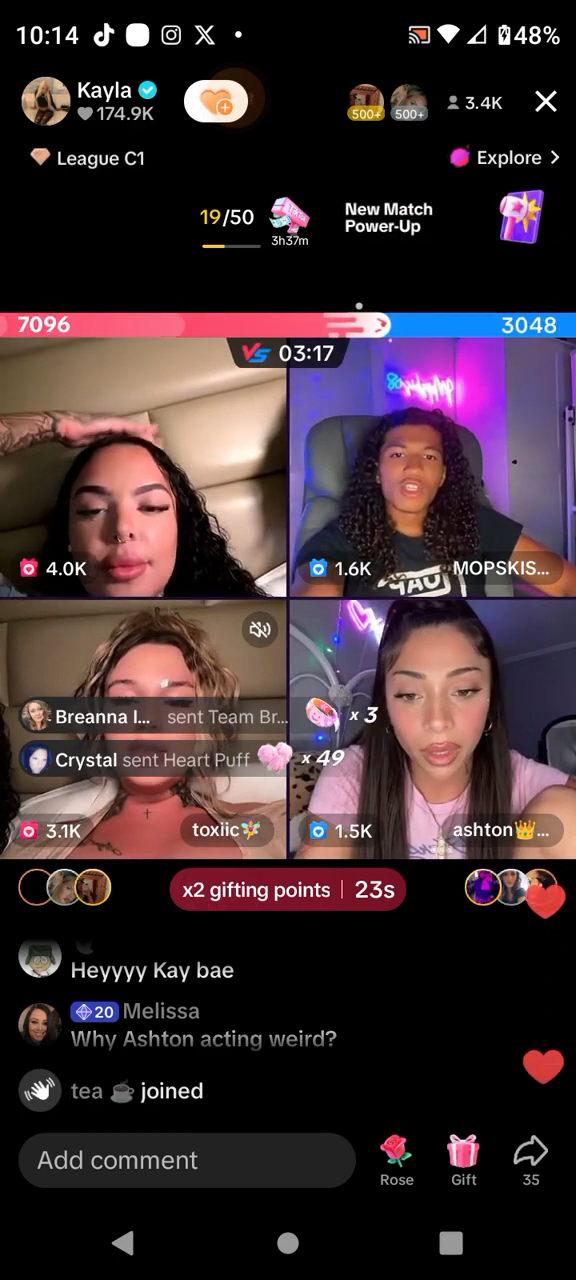 10:14
48%
Kayla
174.9K
500+
500+
3.4K
League C1
Explore
19/50
3h37m
New Match
Power-Up
7096
3048
VS 03:17
4.0K
1.6K
MOPSKIS...
Breanna I... sent Team Br...
x 3
Crystal sent Heart Puff
x 49
3.1K
toxiic🧚
1.5K
ashton👑...
x2 gifting points | 23s
Heyyyy Kay bae
20 Melissa
Why Ashton acting weird?
tea ☕ joined
Add comment
Rose
Gift
35